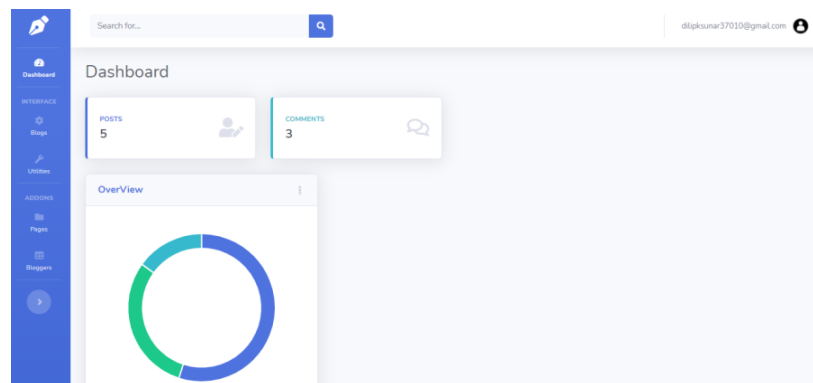 Search for...
dilipksunar37010@gmail.com
Dashboard
INTERFACE
Blogs
Utilities
ADDONS
Pages
Bloggers
Dashboard
POSTS
5
COMMENTS
3
OverView